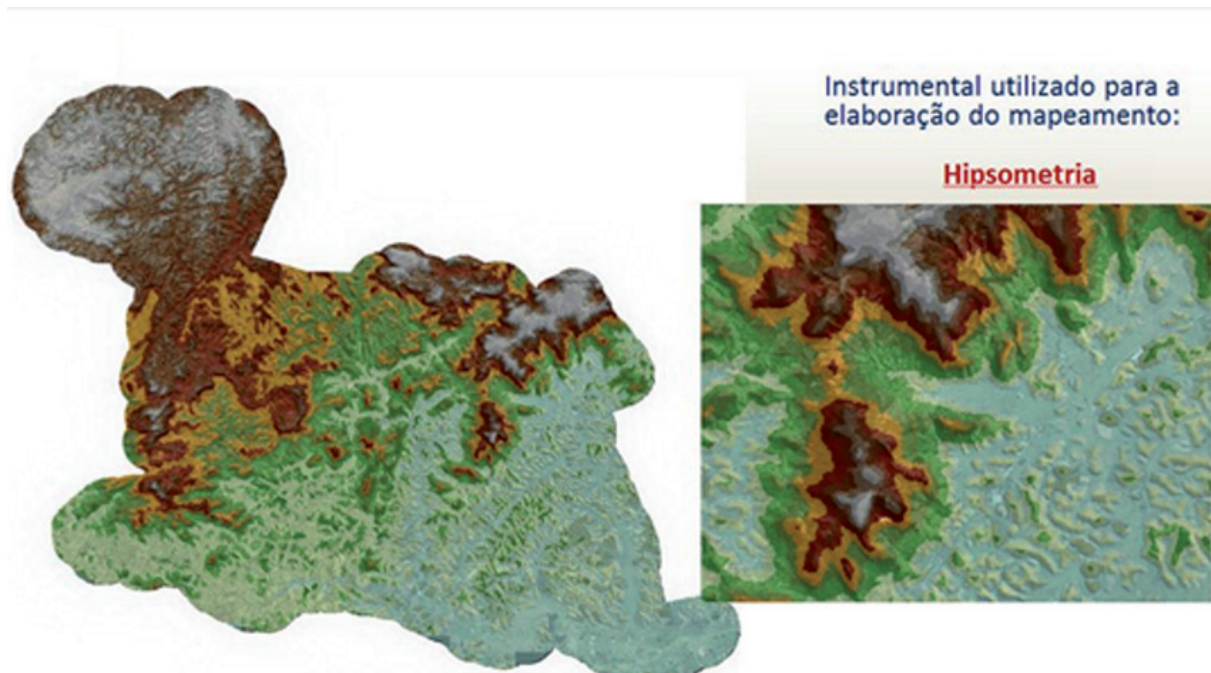 Instrumental utilizado para a
elaboração do mapeamento:
Hipsometria